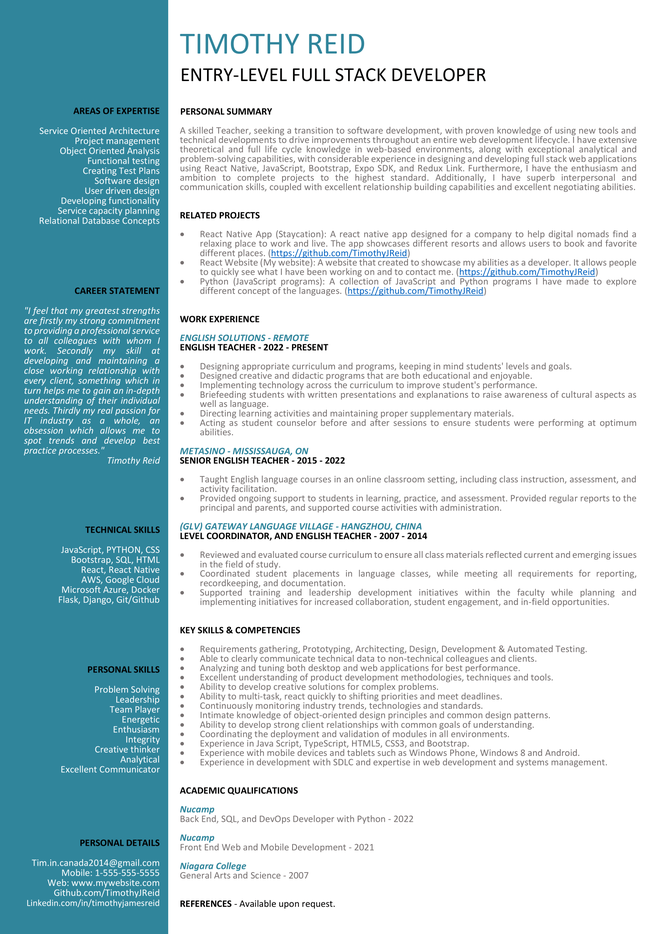 TIMOTHY REID
ENTRY-LEVEL FULL STACK DEVELOPER
AREAS OF EXPERTISE
Service Oriented Architecture
Project management
Object Oriented Analysis
Functional testing
Creating Test Plans
Software design
User driven design
Developing functionality
Service capacity planning
Relational Database Concepts
CAREER STATEMENT
"I feel that my greatest strengths
are firstly my strong commitment
to providing a professional service
to all colleagues with whom I
work. Secondly my skill at
developing and maintaining a
close working relationship with
every client, something which in
turn helps me to gain an in-depth
understanding of their individual
needs. Thirdly my real passion for
IT industry as a whole, an
obsession which allows me to
spot trends and develop best
practice processes."
Timothy Reid
TECHNICAL SKILLS
JavaScript, PYTHON, CSS
Bootstrap, SQL, HTML
React, React Native
AWS, Google Cloud
Microsoft Azure, Docker
Flask, Django, Git/Github
PERSONAL SKILLS
Problem Solving
Leadership
Team Player
Energetic
Enthusiasm
Integrity
Creative thinker
Analytical
Excellent Communicator
PERSONAL DETAILS
Tim.in.canada2014@gmail.com
Mobile: 1-555-555-5555
Web: www.mywebsite.com
Github.com/TimothyJReid
Linkedin.com/in/timothyjamesreid
PERSONAL SUMMARY
A skilled Teacher, seeking a transition to software development, with proven knowledge of using new tools and
technical developments to drive improvements throughout an entire web development lifecycle. I have extensive
theoretical and full life cycle knowledge in web-based environments, along with exceptional analytical and
problem-solving capabilities, with considerable experience in designing and developing full stack web applications
using React Native, JavaScript, Bootstrap, Expo SDK, and Redux Link. Furthermore, I have the enthusiasm and
ambition to complete projects to the highest standard. Additionally, I have superb interpersonal and
communication skills, coupled with excellent relationship building capabilities and excellent negotiating abilities.
RELATED PROJECTS
• React Native App (Staycation): A react native app designed for a company to help digital nomads find a
relaxing place to work and live. The app showcases different resorts and allows users to book and favorite
different places. (https://github.com/TimothyJReid)
• React Website (My website): A website that created to showcase my abilities as a developer. It allows people
to quickly see what I have been working on and to contact me. (https://github.com/TimothyJReid)
• Python (JavaScript programs): A collection of JavaScript and Python programs I have made to explore
different concept of the languages. (https://github.com/TimothyJReid)
WORK EXPERIENCE
ENGLISH SOLUTIONS - REMOTE
ENGLISH TEACHER - 2022 - PRESENT
• Designing appropriate curriculum and programs, keeping in mind students' levels and goals.
• Designed creative and didactic programs that are both educational and enjoyable.
• Implementing technology across the curriculum to improve student's performance.
• Briefeeding students with written presentations and explanations to raise awareness of cultural aspects as
well as language.
• Directing learning activities and maintaining proper supplementary materials.
• Acting as student counselor before and after sessions to ensure students were performing at optimum
abilities.
METASINO - MISSISSAUGA, ON
SENIOR ENGLISH TEACHER - 2015 - 2022
• Taught English language courses in an online classroom setting, including class instruction, assessment, and
activity facilitation.
• Provided ongoing support to students in learning, practice, and assessment. Provided regular reports to the
principal and parents, and supported course activities with administration.
(GLV) GATEWAY LANGUAGE VILLAGE - HANGZHOU, CHINA
LEVEL COORDINATOR, AND ENGLISH TEACHER - 2007 - 2014
• Reviewed and evaluated course curriculum to ensure all class materials reflected current and emerging issues
in the field of study.
• Coordinated student placements in language classes, while meeting all requirements for reporting,
recordkeeping, and documentation.
• Supported training and leadership development initiatives within the faculty while planning and
implementing initiatives for increased collaboration, student engagement, and in-field opportunities.
KEY SKILLS & COMPETENCIES
• Requirements gathering, Prototyping, Architecting, Design, Development & Automated Testing.
• Able to clearly communicate technical data to non-technical colleagues and clients.
• Analyzing and tuning both desktop and web applications for best performance.
• Excellent understanding of product development methodologies, techniques and tools.
• Ability to develop creative solutions for complex problems.
• Ability to multi-task, react quickly to shifting priorities and meet deadlines.
• Continuously monitoring industry trends, technologies and standards.
• Intimate knowledge of object-oriented design principles and common design patterns.
• Ability to develop strong client relationships with common goals of understanding.
• Coordinating the deployment and validation of modules in all environments.
• Experience in Java Script, TypeScript, HTML5, CSS3, and Bootstrap.
• Experience with mobile devices and tablets such as Windows Phone, Windows 8 and Android.
• Experience in development with SDLC and expertise in web development and systems management.
ACADEMIC QUALIFICATIONS
Nucamp
Back End, SQL, and DevOps Developer with Python - 2022
Nucamp
Front End Web and Mobile Development - 2021
Niagara College
General Arts and Science - 2007
REFERENCES - Available upon request.